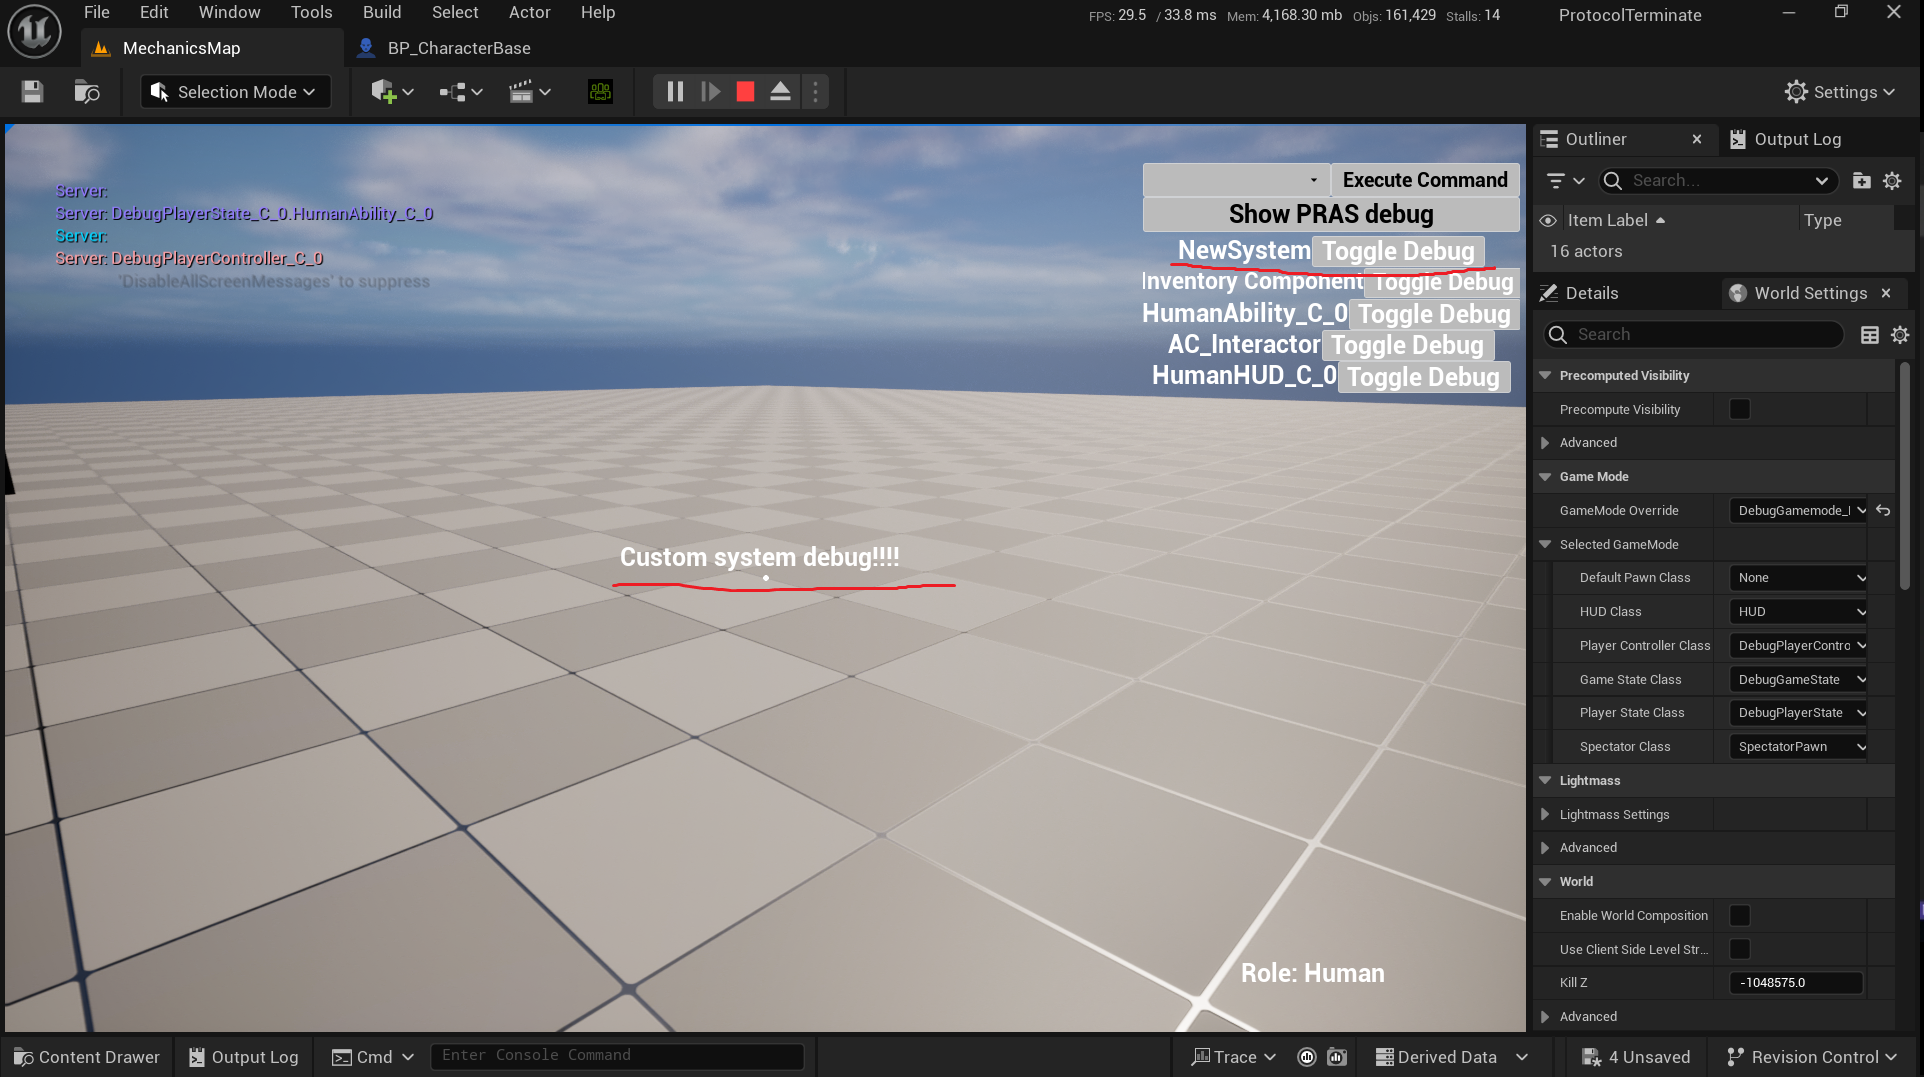 File Edit Window Tools Build Select Actor Help
FPS: 29.5 / 33.8 ms Mem: 4,168.30 mb Objs: 161,429 Stalls: 14
ProtocolTerminate
MechanicsMap
BP_CharacterBase
Selection Mode
Settings
Server:
Server: DebugPlayerState_C_0.HumanAbility_C_0
Server:
Server: DebugPlayerController_C_0
'DisableAllScreenMessages' to suppress
Execute Command
Show PRAS debug
NewSystem Toggle Debug
Inventory Component Toggle Debug
HumanAbility_C_0 Toggle Debug
AC_Interactor Toggle Debug
HumanHUD_C_0 Toggle Debug
Custom system debug!!!!
Role: Human
Outliner
Output Log
Search...
Item Label
Type
16 actors
Details
World Settings
Search
Precomputed Visibility
Precompute Visibility
Advanced
Game Mode
GameMode Override DebugGamemode_
Selected GameMode
Default Pawn Class None
HUD Class HUD
Player Controller Class DebugPlayerContro
Game State Class DebugGameState
Player State Class DebugPlayerState
Spectator Class SpectatorPawn
Lightmass
Lightmass Settings
Advanced
World
Enable World Composition
Use Client Side Level Str...
Kill Z -1048575.0
Advanced
Content Drawer
Output Log
Cmd
Enter Console Command
Trace
Derived Data
4 Unsaved
Revision Control